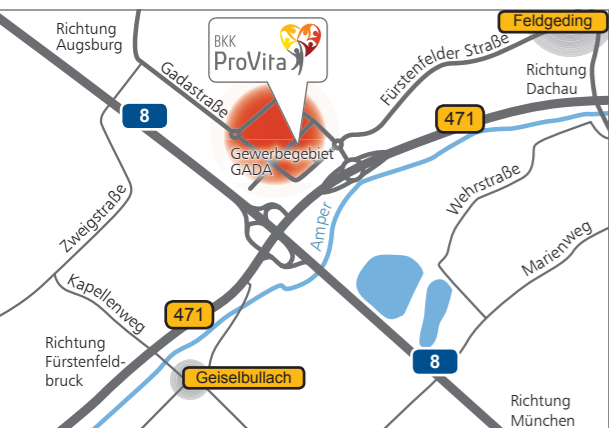 Richtung
Augsburg
BKK
ProVita
Feldgeding
Fürstenfelder Straße
Richtung
Dachau
Gadastraße
8
471
Gewerbegebiet
GADA
Wehrstraße
Zweigstraße
Amper
Marienweg
Kapellenweg
471
Richtung
Fürstenfeld-
bruck
8
Geiselbullach
Richtung
München